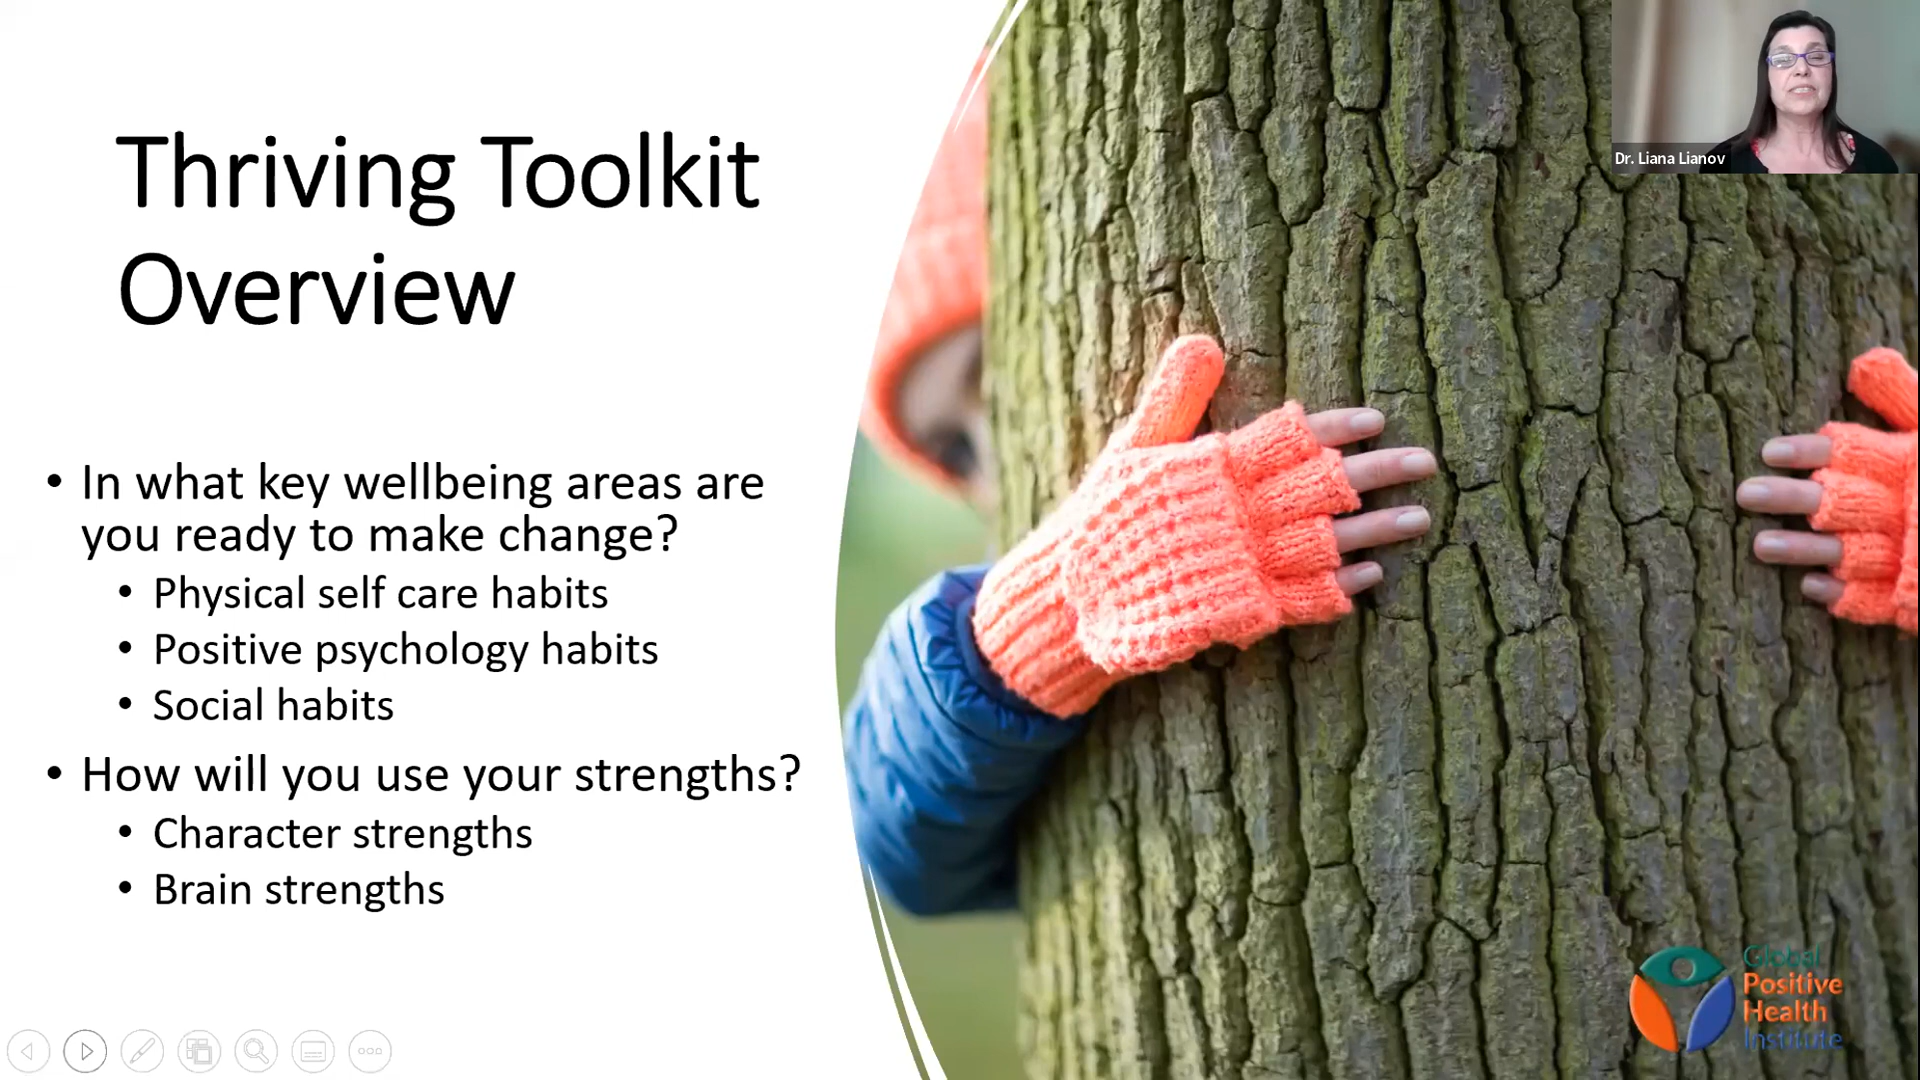 Thriving Toolkit
Overview
• In what key wellbeing areas are
you ready to make change?
• Physical self care habits
• Positive psychology habits
• Social habits
• How will you use your strengths?
• Character strengths
• Brain strengths
Dr. Liana Lianov
Global
Positive
Health
Institute